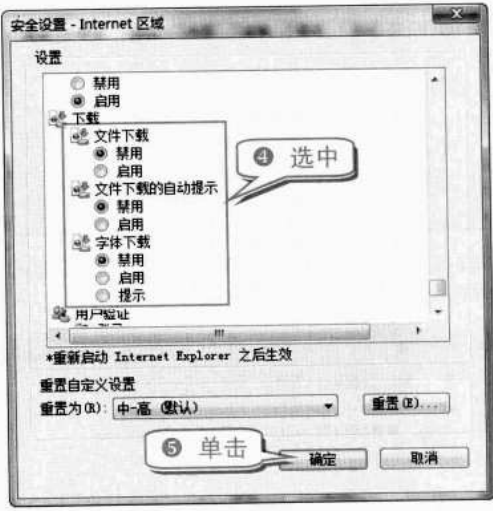 安全设置 - Internet 区域
设置
禁用
启用
下载
文件下载
禁用
启用
文件下载的自动提示
禁用
启用
字体下载
禁用
启用
提示
用户验证
❹ 选中
*重新启动 Internet Explorer 之后生效
重置自定义设置
重置为(R): 中-高 (默认)
重置(E)...
❺ 单击
确定
取消